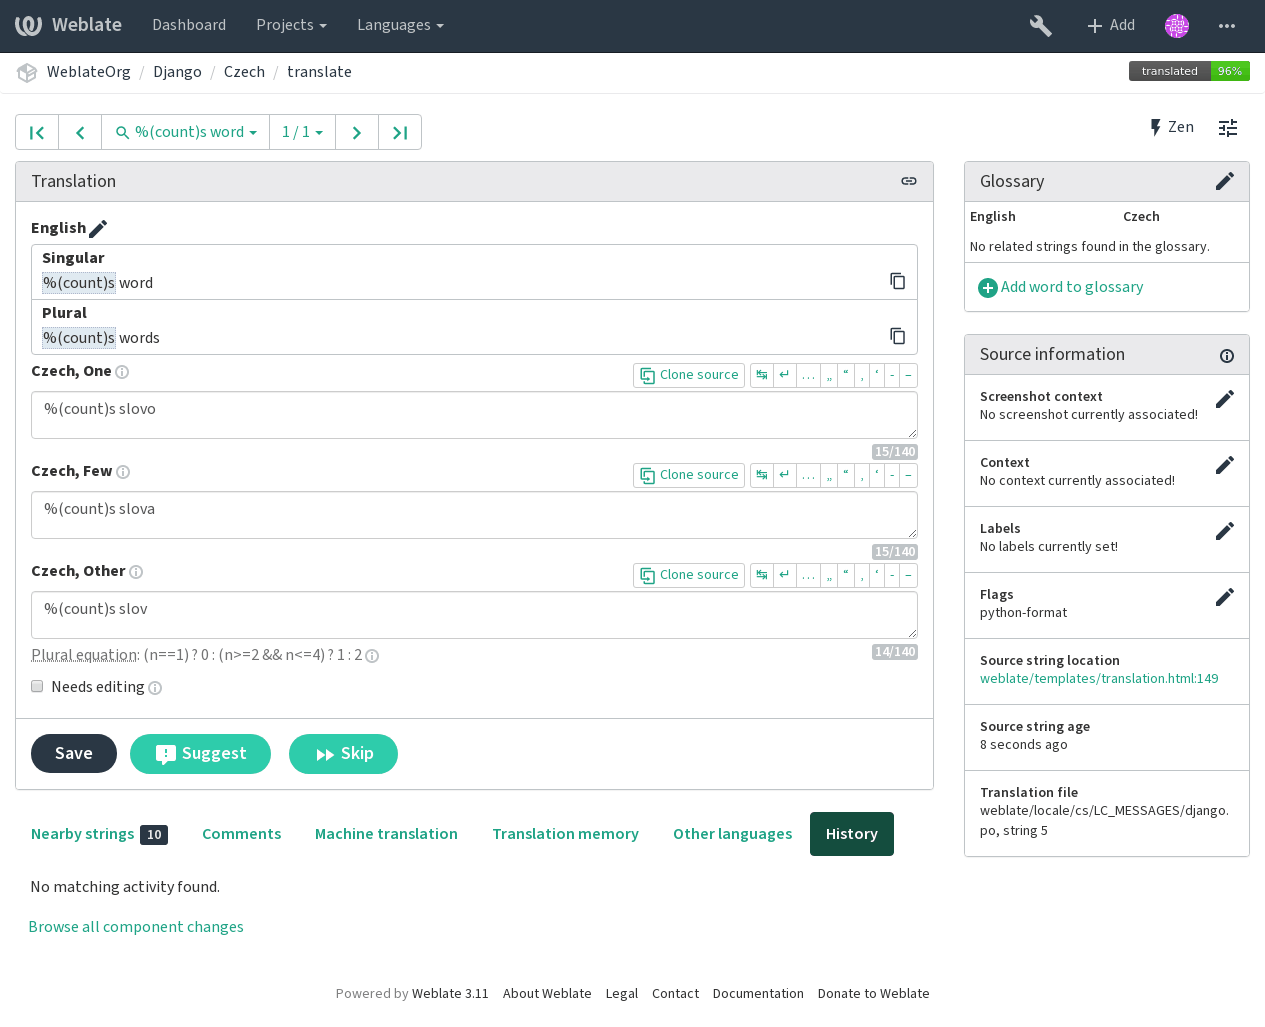 Weblate Dashboard Projects Languages Add
WeblateOrg / Django / Czech / translate
translated 96%
%(count)s word 1 / 1
Zen
Translation
English
Singular
%(count)s word
Plural
%(count)s words
Czech, One
Clone source ↹ ↵ … „ “ ‚ ‘ - –
%(count)s slovo
15/140
Czech, Few
Clone source ↹ ↵ … „ “ ‚ ‘ - –
%(count)s slova
15/140
Czech, Other
Clone source ↹ ↵ … „ “ ‚ ‘ - –
%(count)s slov
Plural equation: (n==1) ? 0 : (n>=2 && n<=4) ? 1 : 2
14/140
Needs editing
Save Suggest Skip
Nearby strings 10 Comments Machine translation Translation memory Other languages History
No matching activity found.
Browse all component changes
Glossary
English Czech
No related strings found in the glossary.
Add word to glossary
Source information
Screenshot context
No screenshot currently associated!
Context
No context currently associated!
Labels
No labels currently set!
Flags
python-format
Source string location
weblate/templates/translation.html:149
Source string age
8 seconds ago
Translation file
weblate/locale/cs/LC_MESSAGES/django.
po, string 5
Powered by Weblate 3.11 About Weblate Legal Contact Documentation Donate to Weblate